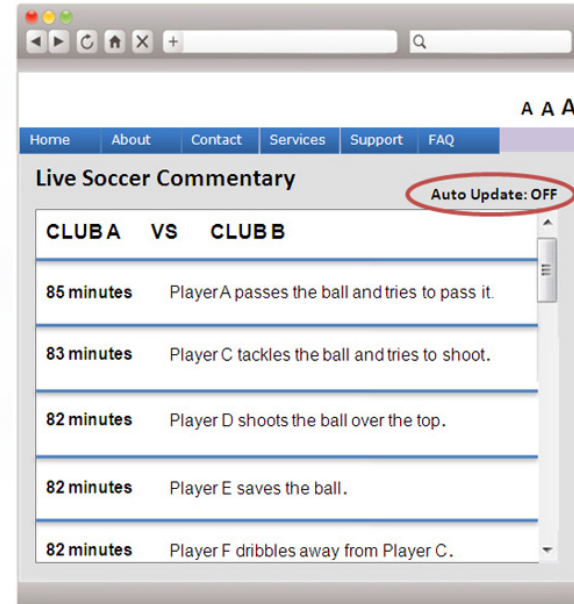 A A A
Home About Contact Services Support FAQ
Live Soccer Commentary
Auto Update: OFF
CLUB A VS CLUB B
85 minutes Player A passes the ball and tries to pass it.
83 minutes Player C tackles the ball and tries to shoot.
82 minutes Player D shoots the ball over the top.
82 minutes Player E saves the ball.
82 minutes Player F dribbles away from Player C.